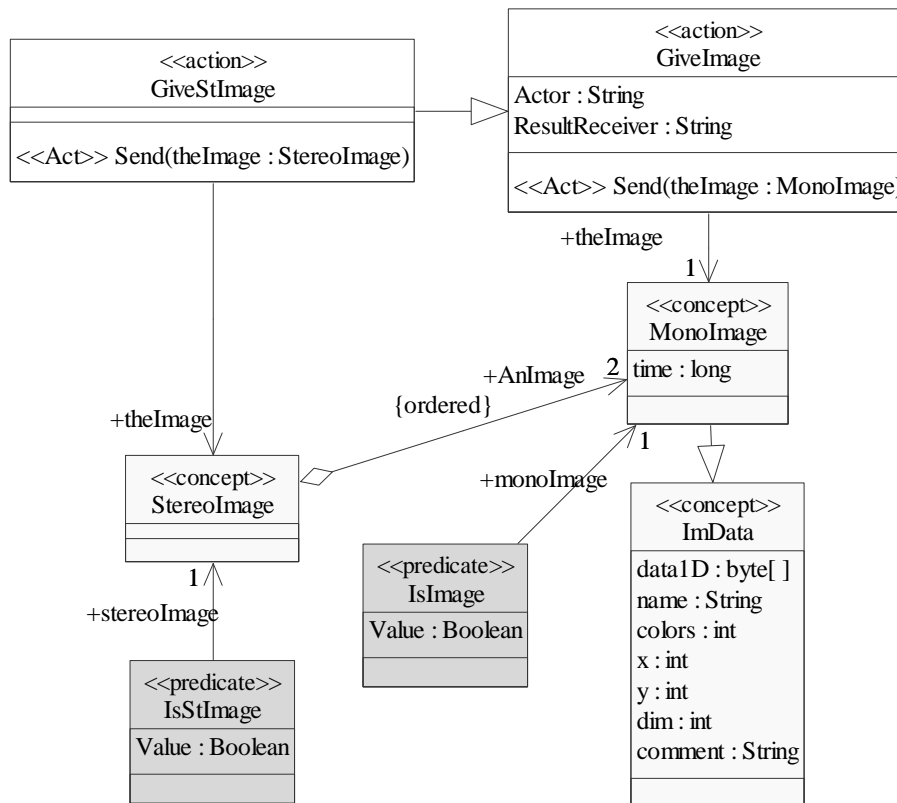 <<action>>
GiveStImage
<<Act>> Send(theImage : StereoImage)
<<action>>
GiveImage
Actor : String
ResultReceiver : String
<<Act>> Send(theImage : MonoImage)
+theImage
1
<<concept>>
MonoImage
time : long
+AnImage
2
{ordered}
+theImage
<<concept>>
StereoImage
1
+monoImage
1
+stereoImage
<<predicate>>
IsImage
Value : Boolean
<<concept>>
ImData
data1D : byte[ ]
name : String
colors : int
x : int
y : int
dim : int
comment : String
<<predicate>>
IsStImage
Value : Boolean